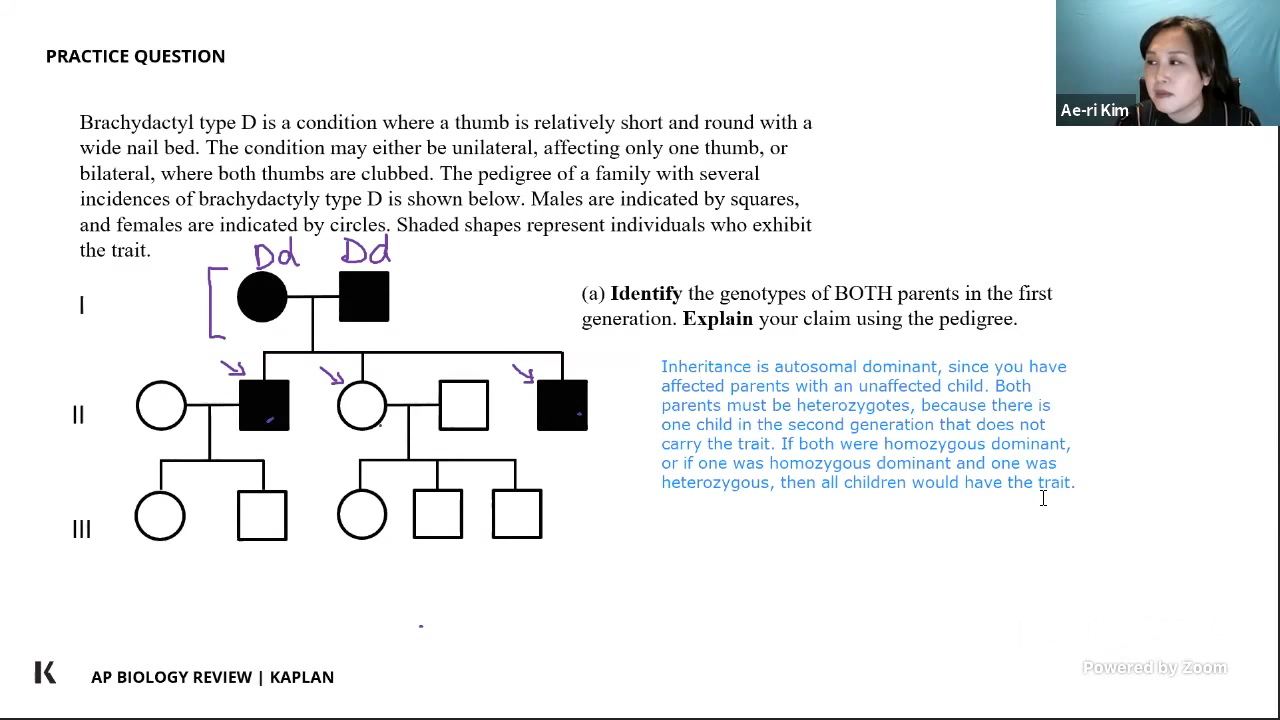 PRACTICE QUESTION
Ae-ri Kim
Brachydactyl type D is a condition where a thumb is relatively short and round with a
wide nail bed. The condition may either be unilateral, affecting only one thumb, or
bilateral, where both thumbs are clubbed. The pedigree of a family with several
incidences of brachydactyly type D is shown below. Males are indicated by squares,
and females are indicated by circles. Shaded shapes represent individuals who exhibit
the trait.
Dd Dd
I
(a) Identify the genotypes of BOTH parents in the first
generation. Explain your claim using the pedigree.
Inheritance is autosomal dominant, since you have
affected parents with an unaffected child. Both
parents must be heterozygotes, because there is
one child in the second generation that does not
carry the trait. If both were homozygous dominant,
or if one was homozygous dominant and one was
heterozygous, then all children would have the trait.
II
III
K AP BIOLOGY REVIEW | KAPLAN
Powered by Zoom